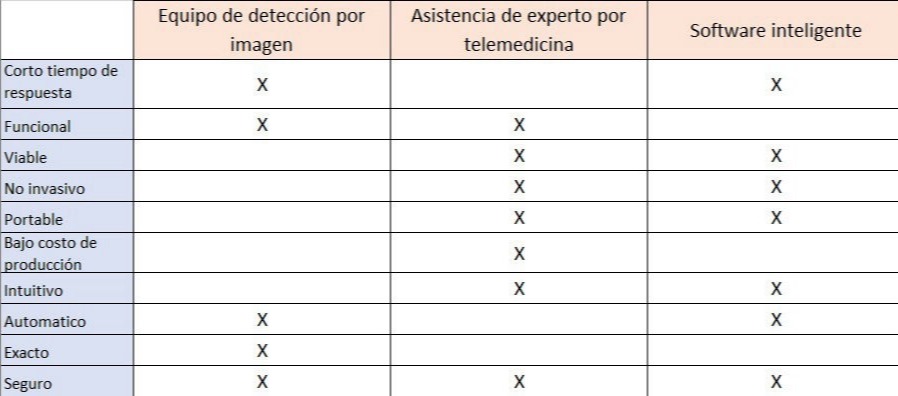 Equipo de detección por imagen | Asistencia de experto por telemedicina | Software inteligente
Corto tiempo de respuesta | X | | X
Funcional | X | X |
Viable | | X | X
No invasivo | | X | X
Portable | | X | X
Bajo costo de producción | | X |
Intuitivo | | X | X
Automatico | X | | X
Exacto | X | |
Seguro | X | X | X